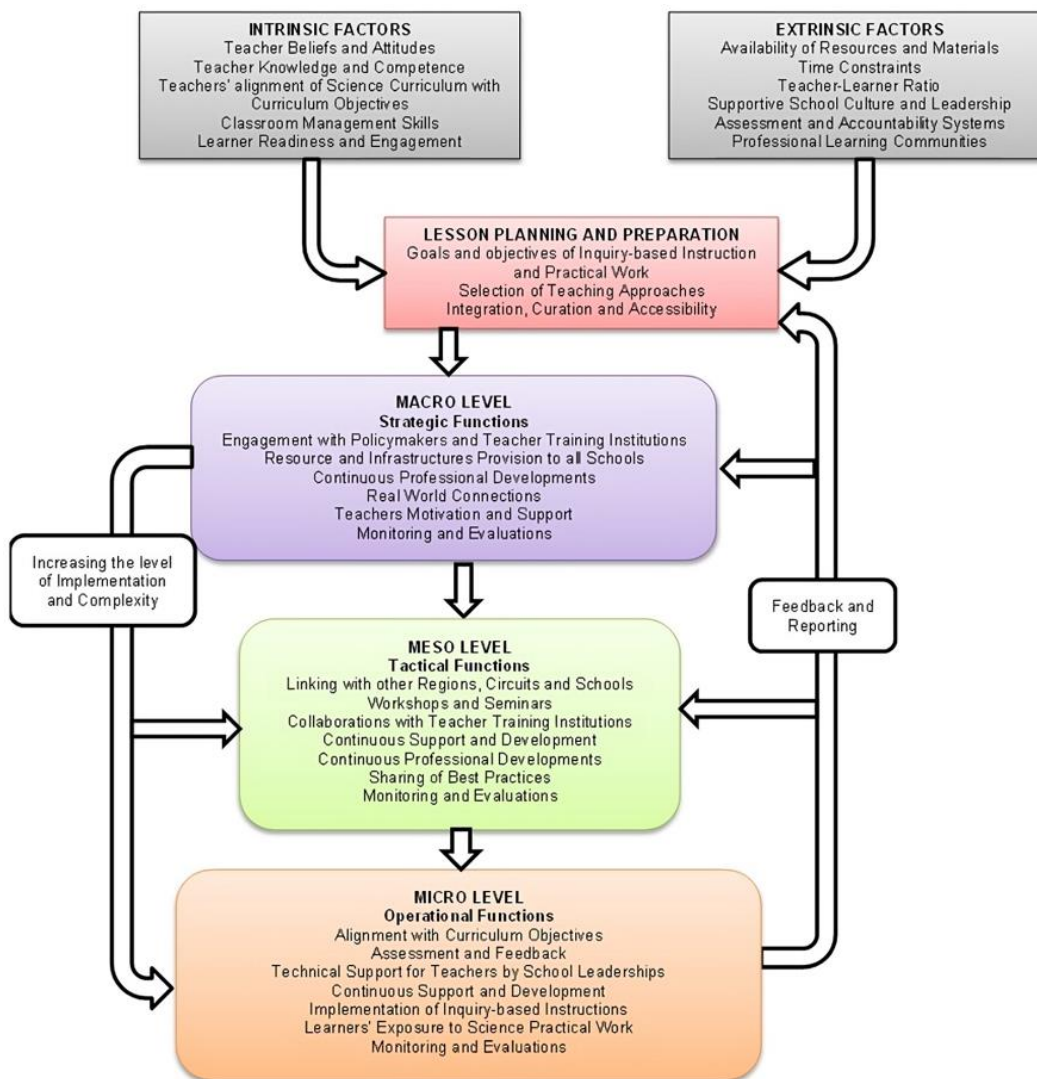 INTRINSIC FACTORS
Teacher Beliefs and Attitudes
Teacher Knowledge and Competence
Teachers' alignment of Science Curriculum with
Curriculum Objectives
Classroom Management Skills
Learner Readiness and Engagement
EXTRINSIC FACTORS
Availability of Resources and Materials
Time Constraints
Teacher-Learner Ratio
Supportive School Culture and Leadership
Assessment and Accountability Systems
Professional Learning Communities
LESSON PLANNING AND PREPARATION
Goals and objectives of Inquiry-based Instruction
and Practical Work
Selection of Teaching Approaches
Integration, Curation and Accessibility
MACRO LEVEL
Strategic Functions
Engagement with Policymakers and Teacher Training Institutions
Resource and Infrastructures Provision to all Schools
Continuous Professional Developments
Real World Connections
Teachers Motivation and Support
Monitoring and Evaluations
Increasing the level
of Implementation
and Complexity
Feedback and
Reporting
MESO LEVEL
Tactical Functions
Linking with other Regions, Circuits and Schools
Workshops and Seminars
Collaborations with Teacher Training Institutions
Continuous Support and Development
Continuous Professional Developments
Sharing of Best Practices
Monitoring and Evaluations
MICRO LEVEL
Operational Functions
Alignment with Curriculum Objectives
Assessment and Feedback
Technical Support for Teachers by School Leaderships
Continuous Support and Development
Implementation of Inquiry-based Instructions
Learners' Exposure to Science Practical Work
Monitoring and Evaluations